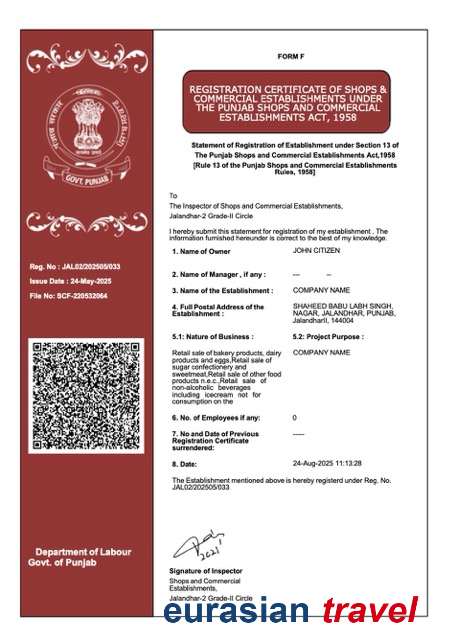 FORM F
REGISTRATION CERTIFICATE OF SHOPS &
COMMERCIAL ESTABLISHMENTS UNDER
THE PUNJAB SHOPS AND COMMERCIAL
ESTABLISHMENTS ACT, 1958
GOVT. PUNJAB
Statement of Registration of Establishment under Section 13 of
The Punjab Shops and Commercial Establishments Act,1958
[Rule 13 of the Punjab Shops and Commercial Establishments
Rules, 1958]
To
The Inspector of Shops and Commercial Establishments,
Jalandhar-2 Grade-II Circle
I hereby submit this statement for registration of my establishment . The
information furnished hereunder is correct to the best of my knowledge.
1. Name of Owner JOHN CITIZEN
2. Name of Manager , if any : --- --
3. Name of the Establishment : COMPANY NAME
4. Full Postal Address of the
Establishment :
SHAHEED BABU LABH SINGH,
NAGAR, JALANDHAR, PUNJAB,
JalandharII, 144004
5.1: Nature of Business : 5.2: Project Purpose :
Retail sale of bakery products, dairy
products and eggs,Retail sale of
sugar confectionery and
sweetmeat,Retail sale of other food
products n.e.c.,Retail sale of
non-alcoholic beverages
including icecream not for
consumption on the
COMPANY NAME
6. No. of Employees if any: 0
7. No and Date of Previous
Registration Certificate
surrendered:
-----
8. Date: 24-Aug-2025 11:13:28
The Establishment mentioned above is hereby registerd under Reg. No.
JAL02/202505/033
Reg. No : JAL02/202505/033
Issue Date : 24-May-2025
File No: SCF-220532064
Department of Labour
Govt. of Punjab
2021
Signature of Inspector
Shops and Commercial
Establishments,
Jalandhar-2 Grade-II Circle
eurasian travel